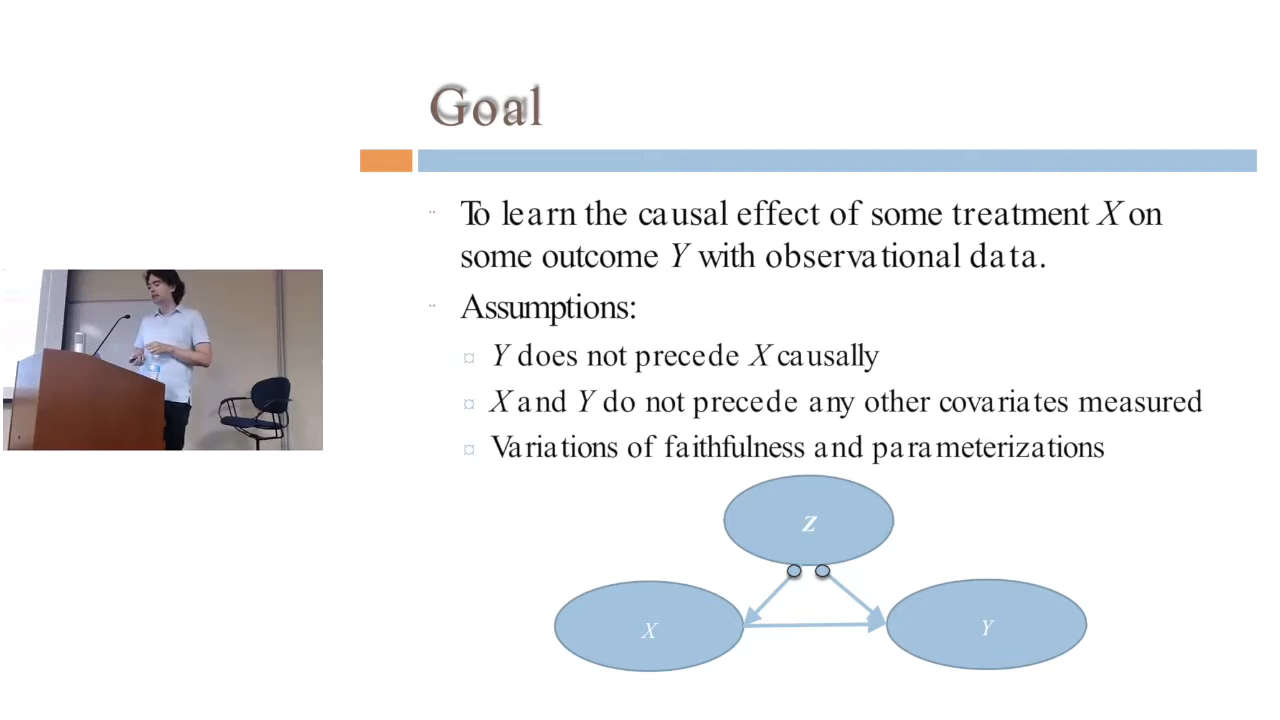 Goal
To learn the causal effect of some treatment X on
some outcome Y with observational data.
Assumptions:
Y does not precede X causally
X and Y do not precede any other covariates measured
Variations of faithfulness and parameterizations
Z
X
Y